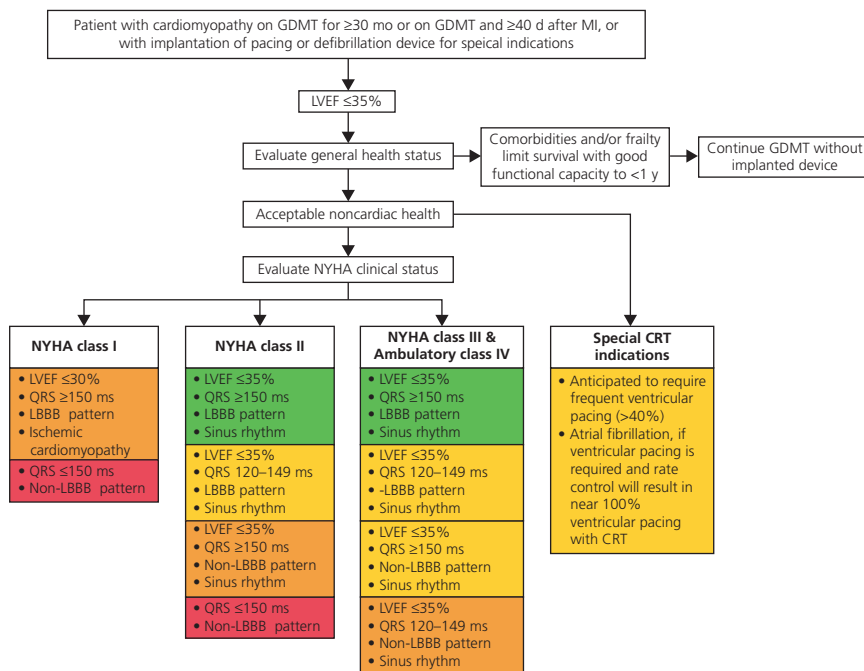 Patient with cardiomyopathy on GDMT for ≥30 mo or on GDMT and ≥40 d after MI, or
with implantation of pacing or defibrillation device for speical indications
LVEF ≤35%
Evaluate general health status
Comorbidities and/or frailty
limit survival with good
functional capacity to <1 y
Continue GDMT without
implanted device
Acceptable noncardiac health
Evaluate NYHA clinical status
NYHA class I
• LVEF ≤30%
• QRS ≥150 ms
• LBBB pattern
• Ischemic
cardiomyopathy
• QRS ≤150 ms
• Non-LBBB pattern
NYHA class II
• LVEF ≤35%
• QRS ≥150 ms
• LBBB pattern
• Sinus rhythm
• LVEF ≤35%
• QRS 120–149 ms
• LBBB pattern
• Sinus rhythm
• LVEF ≤35%
• QRS ≥150 ms
• Non-LBBB pattern
• Sinus rhythm
• QRS ≤150 ms
• Non-LBBB pattern
NYHA class III &
Ambulatory class IV
• LVEF ≤35%
• QRS ≥150 ms
• LBBB pattern
• Sinus rhythm
• LVEF ≤35%
• QRS 120–149 ms
• -LBBB pattern
• Sinus rhythm
• LVEF ≤35%
• QRS ≥150 ms
• Non-LBBB pattern
• Sinus rhythm
• LVEF ≤35%
• QRS 120–149 ms
• Non-LBBB pattern
• Sinus rhythm
Special CRT
indications
• Anticipated to require
frequent ventricular
pacing (>40%)
• Atrial fibrillation, if
ventricular pacing is
required and rate
control will result in
near 100%
ventricular pacing
with CRT